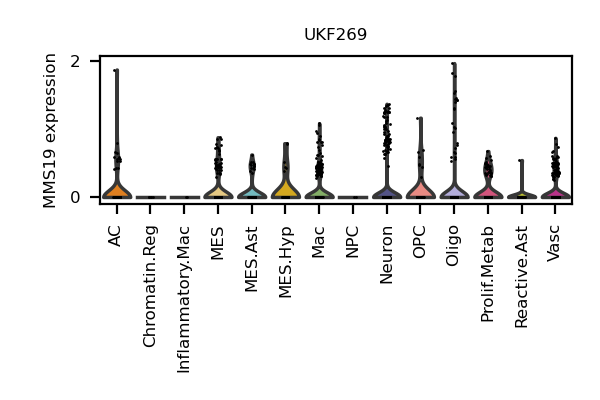 UKF269
MMS19 expression
2
0
AC
Chromatin.Reg
Inflammatory.Mac
MES
MES.Ast
MES.Hyp
Mac
NPC
Neuron
OPC
Oligo
Prolif.Metab
Reactive.Ast
Vasc